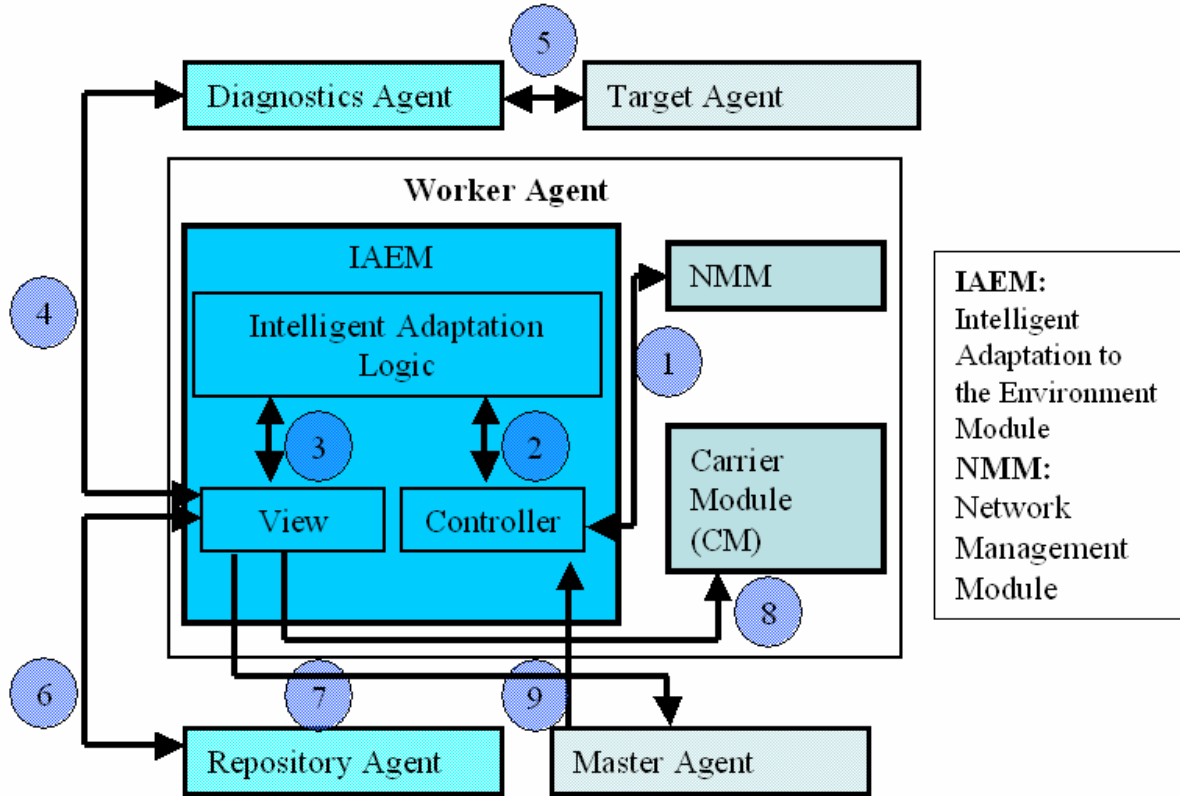 5
Diagnostics Agent
Target Agent
Worker Agent
IAEM
NMM
Intelligent Adaptation
Logic
4
1
3
2
View
Controller
Carrier
Module
(CM)
8
IAEM:
Intelligent
Adaptation to
the Environment
Module
NMM:
Network
Management
Module
6
7
9
Repository Agent
Master Agent